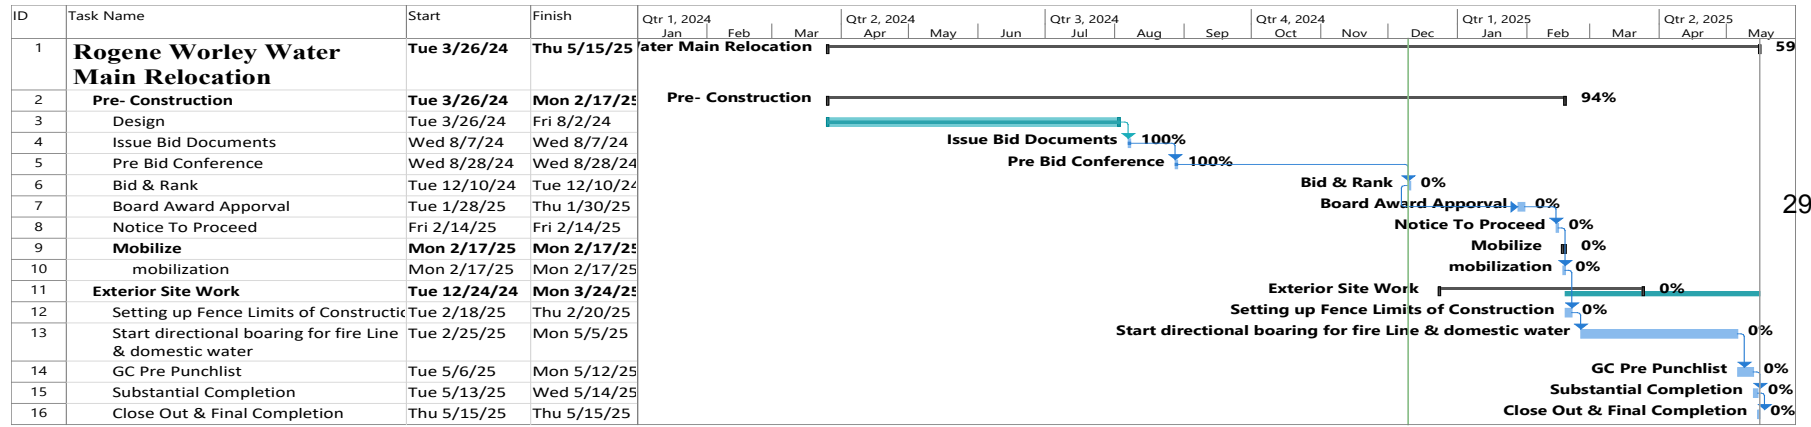 ID Task Name Start Finish Qtr 1, 2024 Qtr 2, 2024 Qtr 3, 2024 Qtr 4, 2024 Qtr 1, 2025 Qtr 2, 2025
Jan Feb Mar Apr May Jun Jul Aug Sep Oct Nov Dec Jan Feb Mar Apr May
1 Rogene Worley Water Tue 3/26/24 Thu 5/15/25 ater Main Relocation 59
Main Relocation
2 Pre- Construction Tue 3/26/24 Mon 2/17/25 Pre- Construction 94%
3 Design Tue 3/26/24 Fri 8/2/24
4 Issue Bid Documents Wed 8/7/24 Wed 8/7/24 Issue Bid Documents 100%
5 Pre Bid Conference Wed 8/28/24 Wed 8/28/24 Pre Bid Conference 100%
6 Bid & Rank Tue 12/10/24 Tue 12/10/24 Bid & Rank 0%
7 Board Award Apporval Tue 1/28/25 Thu 1/30/25 Board Award Apporval 0% 29
8 Notice To Proceed Fri 2/14/25 Fri 2/14/25 Notice To Proceed 0%
9 Mobilize Mon 2/17/25 Mon 2/17/25 Mobilize 0%
10 mobilization Mon 2/17/25 Mon 2/17/25 mobilization 0%
11 Exterior Site Work Tue 12/24/24 Mon 3/24/25 Exterior Site Work 0%
12 Setting up Fence Limits of Constructic Tue 2/18/25 Thu 2/20/25 Setting up Fence Limits of Construction 0%
13 Start directional boaring for fire Line Tue 2/25/25 Mon 5/5/25 Start directional boaring for fire Line & domestic water 0%
& domestic water
14 GC Pre Punchlist Tue 5/6/25 Mon 5/12/25 GC Pre Punchlist 0%
15 Substantial Completion Tue 5/13/25 Wed 5/14/25 Substantial Completion 0%
16 Close Out & Final Completion Thu 5/15/25 Thu 5/15/25 Close Out & Final Completion 0%